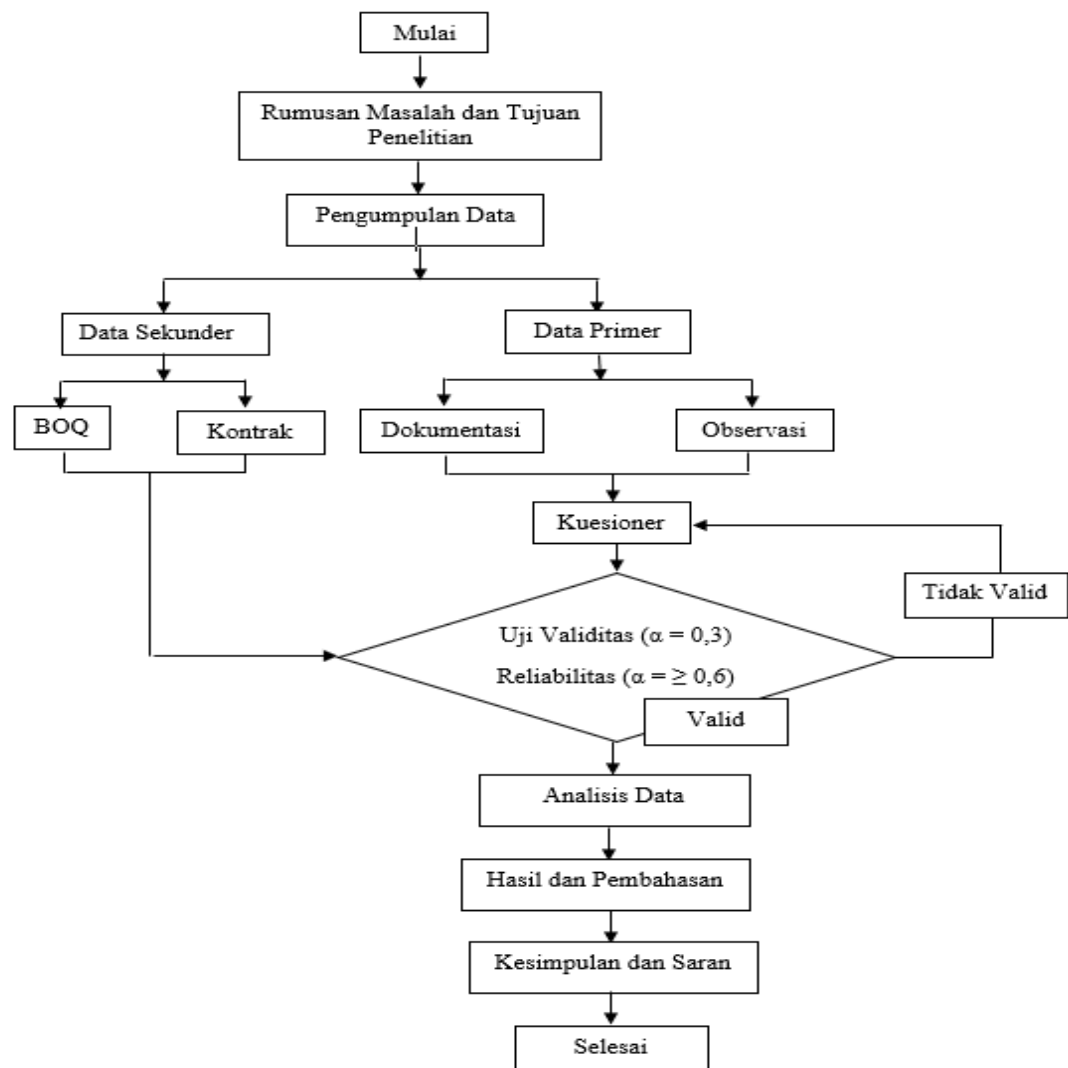 Mulai
Rumusan Masalah dan Tujuan
Penelitian
Pengumpulan Data
Data Sekunder
Data Primer
BOQ
Kontrak
Dokumentasi
Observasi
Kuesioner
Tidak Valid
Uji Validitas (α = 0,3)
Reliabilitas (α = ≥ 0,6)
Valid
Analisis Data
Hasil dan Pembahasan
Kesimpulan dan Saran
Selesai